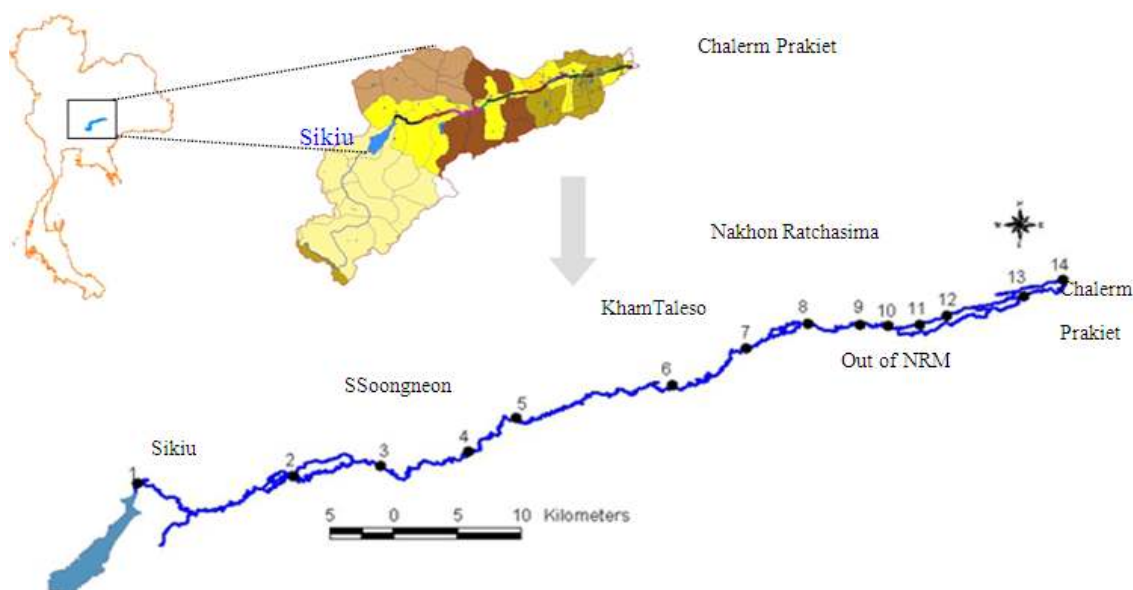 Chalerm Prakiet
Sikiu
Nakhon Ratchasima
N
14
13
Chalerm
KhamTaleso
8
9
10
11
12
7
Prakiet
Out of NRM
6
SSoongneon
5
4
Sikiu
3
2
1
5 0 5 10 Kilometers